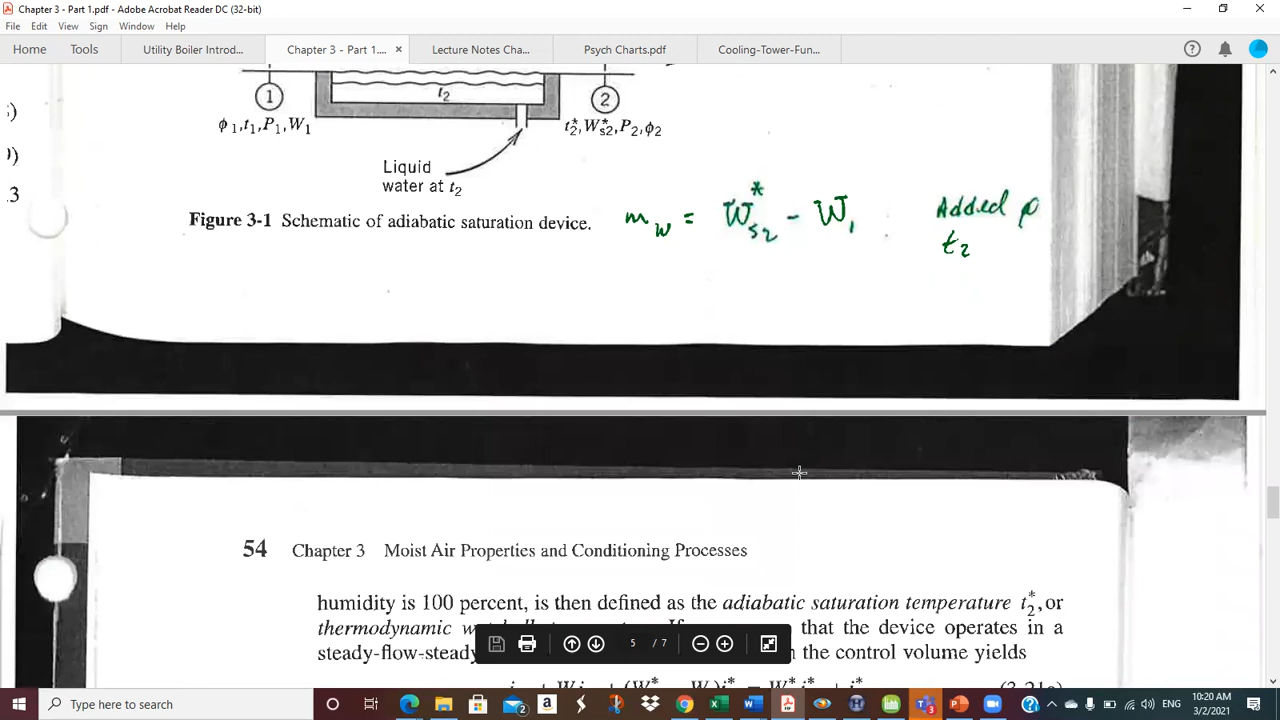 Chapter 3 - Part 1.pdf - Adobe Acrobat Reader DC (32-bit)
File Edit View Sign Window Help
Home Tools Utility Boiler Introd... Chapter 3 - Part 1.... × Lecture Notes Cha... Psych Charts.pdf Cooling-Tower-Fun...
t2
1 2
ϕ1, t1, P1, W1 t2*, Ws2*, P2, ϕ2
Liquid
water at t2
Figure 3-1 Schematic of adiabatic saturation device.
mw = Ws2* - W1
Added @
t2
)
)
3
54 Chapter 3 Moist Air Properties and Conditioning Processes
humidity is 100 percent, is then defined as the adiabatic saturation temperature t2*, or
thermodynamic that the device operates in a
steady-flow-steady the control volume yields
5 / 7
Type here to search
ENG
10:20 AM
3/2/2021